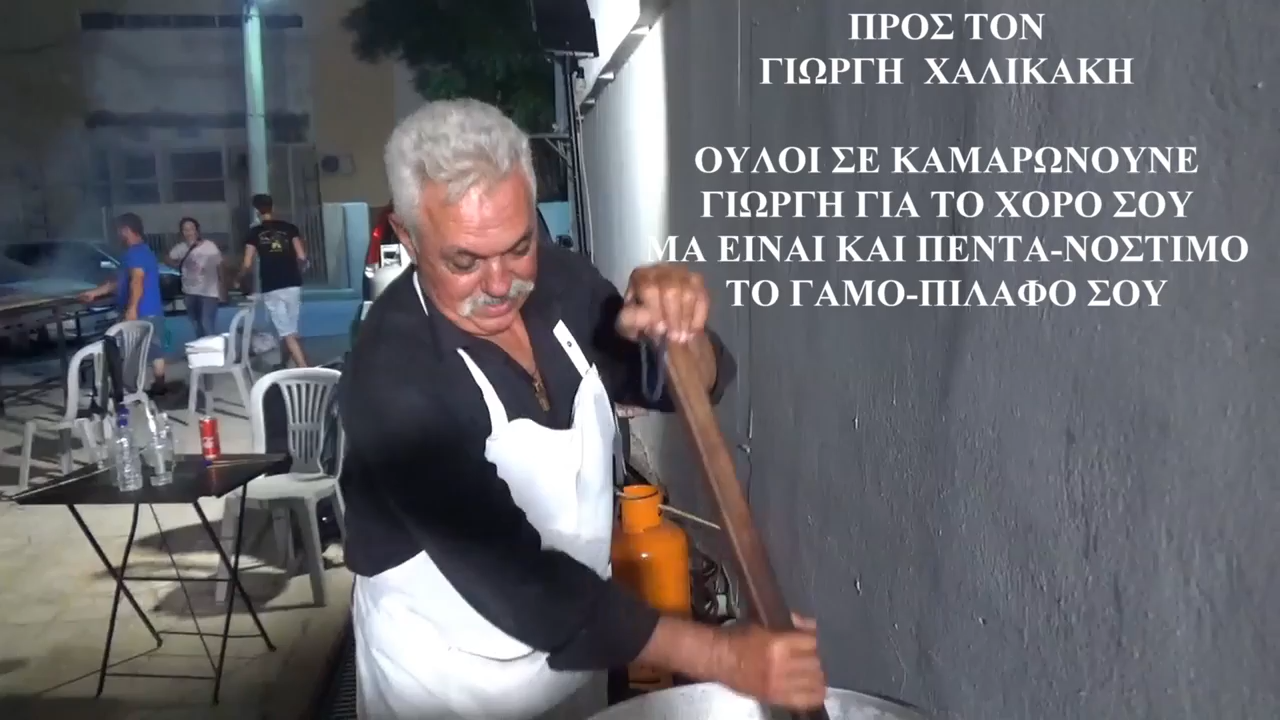 ΠΡΟΣ ΤΟΝ
ΓΙΩΡΓΗ ΧΑΛΙΚΑΚΗ
ΟΥΛΟΙ ΣΕ ΚΑΜΑΡΩΝΟΥΝΕ
ΓΙΩΡΓΗ ΓΙΑ ΤΟ ΧΟΡΟ ΣΟΥ
ΜΑ ΕΙΝΑΙ ΚΑΙ ΠΕΝΤΑ-ΝΟΣΤΙΜΟ
ΤΟ ΓΑΜΟ-ΠΙΛΑΦΟ ΣΟΥ